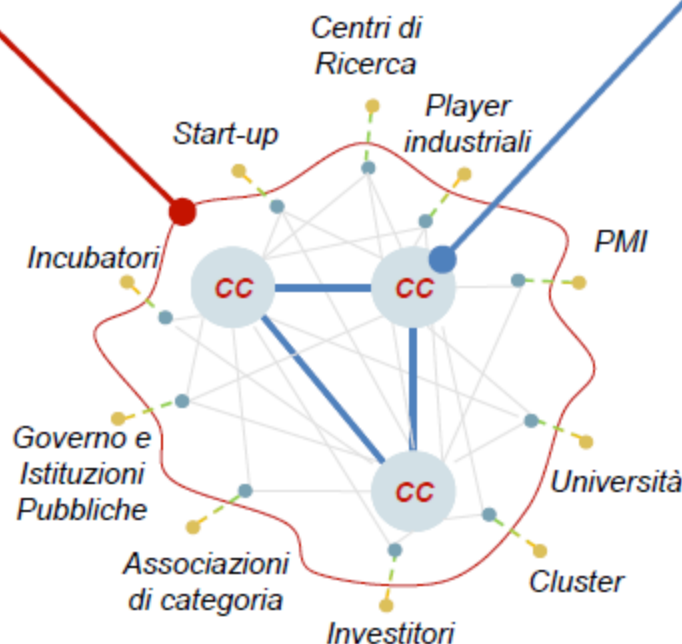 Centri di
Ricerca
Player
industriali
Start-up
PMI
Incubatori
CC
CC
Governo e
Istituzioni
Pubbliche
Università
CC
Associazioni
di categoria
Cluster
Investitori